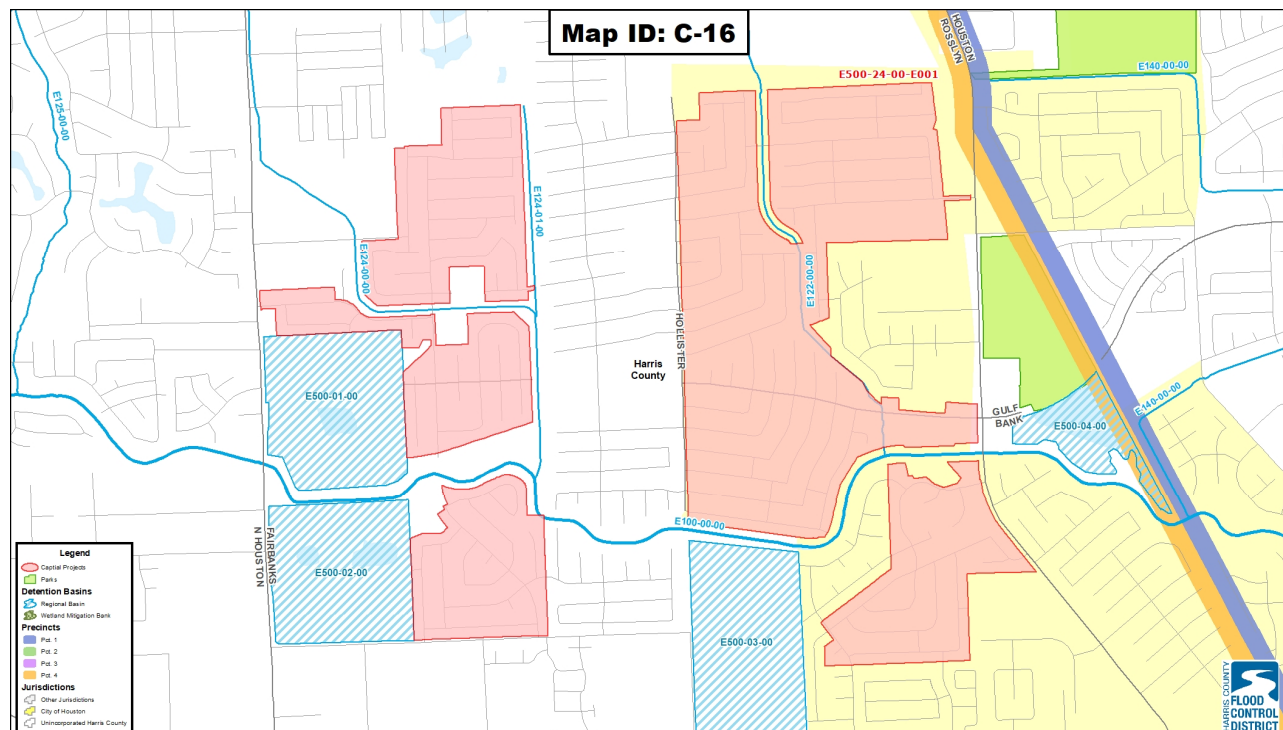 Map ID: C-16
E125-00-00
E124-00-00
E124-01-00
E500-24-00-E001
HOUSTON
ROSSLYN
E140-00-00
E122-00-00
HOLLISTER
Harris
County
E500-01-00
GULF
BANK
E500-04-00
E-140-00-00
E100-00-00
FAIRBANKS
N HOUSTON
E500-02-00
E500-03-00
Legend
Captial Projects
Parks
Detention Basins
Regional Basin
Wetland Mitigation Bank
Precincts
Pct. 1
Pct. 2
Pct. 3
Pct. 4
Jurisdictions
Other Jurisdictions
City of Houston
Unincorporated Harris County
HARRIS COUNTY
FLOOD
CONTROL
DISTRICT